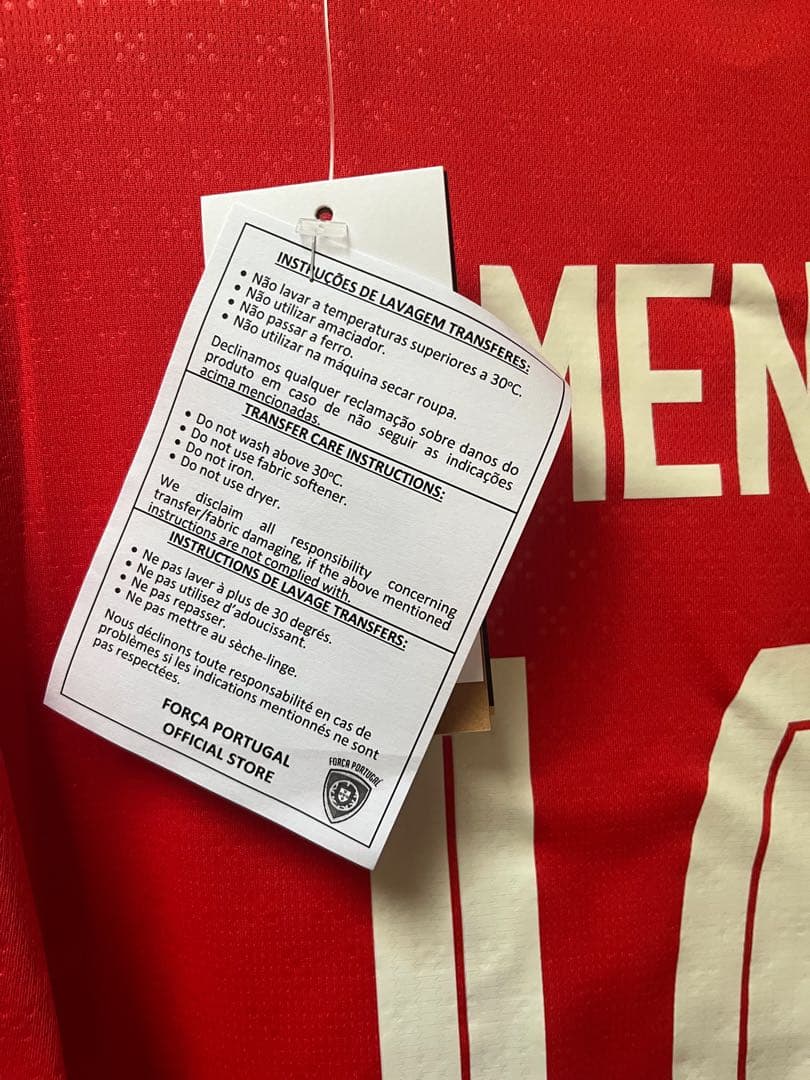 INSTRUÇÕES DE LAVAGEM TRANSFERES:
• Não lavar a temperaturas superiores a 30ºC.
• Não utilizar amaciador.
• Não passar a ferro.
• Não utilizar na máquina secar roupa.
Declinamos qualquer reclamação sobre danos do
produto em caso de não seguir as indicações
acima mencionadas.
TRANSFER CARE INSTRUCTIONS:
• Do not wash above 30ºC.
• Do not use fabric softener.
• Do not iron.
• Do not use dryer.
We disclaim all responsibility concerning
transfer/fabric damaging, if the above mentioned
instructions are not complied with.
INSTRUCTIONS DE LAVAGE TRANSFERS:
• Ne pas laver à plus de 30 degrés.
• Ne pas utilisez d'adoucissant.
• Ne pas repasser.
• Ne pas mettre au sèche-linge.
Nous déclinons toute responsabilité en cas de
problèmes si les indications mentionnés ne sont
pas respectées.
FORÇA PORTUGAL
OFFICIAL STORE
FORÇA PORTUGAL
MEN